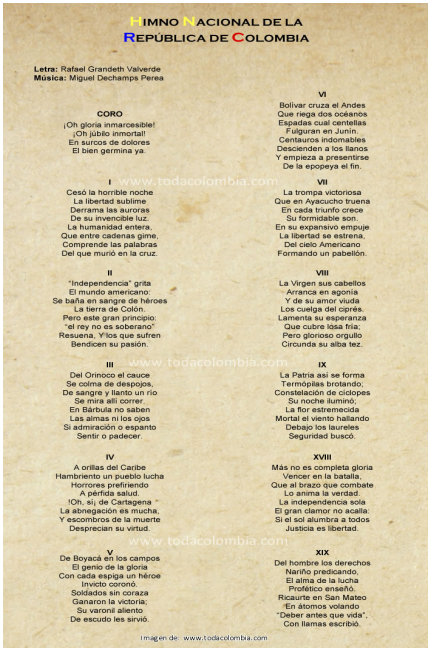 HIMNO NACIONAL DE LA
REPÚBLICA DE COLOMBIA
Letra: Rafael Grandeth Valverde
Música: Miguel Dechamps Perea
CORO
¡Oh gloria inmarcesible!
¡Oh júbilo inmortal!
En surcos de dolores
El bien germina ya.
I
Cesó la horrible noche
La libertad sublime
Derrama las auroras
De su invencible luz.
La humanidad entera,
Que entre cadenas gime,
Comprende las palabras
Del que murió en la cruz.
II
"Independencia" grita
El mundo americano:
Se baña en sangre de héroes
La tierra de Colón.
Pero este gran principio:
"el rey no es soberano"
Resuena, Y los que sufren
Bendicen su pasión.
III
Del Orinoco el cauce
Se colma de despojos,
De sangre y llanto un río
Se mira allí correr.
En Bárbula no saben
Las almas ni los ojos
Si admiración o espanto
Sentir o padecer.
IV
A orillas del Caribe
Hambriento un pueblo lucha
Horrores prefiriendo
A pérfida salud.
!Oh, sí¡ de Cartagena
La abnegación es mucha,
Y escombros de la muerte
Desprecian su virtud.
V
De Boyacá en los campos
El genio de la gloria
Con cada espiga un héroe
Invicto coronó.
Soldados sin coraza
Ganaron la victoria;
Su varonil aliento
De escudo les sirvió.
VI
Bolívar cruza el Andes
Que riega dos océanos
Espadas cual centellas
Fulguran en Junín.
Centauros indomables
Descienden a los llanos
Y empieza a presentirse
De la epopeya el fin.
VII
La trompa victoriosa
Que en Ayacucho truena
En cada triunfo crece
Su formidable son.
En su expansivo empuje
La libertad se estrena,
Del cielo Americano
Formando un pabellón.
VIII
La Virgen sus cabellos
Arranca en agonía
Y de su amor viuda
Los cuelga del ciprés.
Lamenta su esperanza
Que cubre losa fría;
Pero glorioso orgullo
Circunda su alba tez.
IX
La Patria así se forma
Termópilas brotando;
Constelación de cíclopes
Su noche iluminó;
La flor estremecida
Mortal el viento hallando
Debajo los laureles
Seguridad buscó.
XVIII
Más no es completa gloria
Vencer en la batalla,
Que al brazo que combate
Lo anima la verdad.
La independencia sola
El gran clamor no acalla:
Si el sol alumbra a todos
Justicia es libertad.
XIX
Del hombre los derechos
Nariño predicando,
El alma de la lucha
Profético enseñó.
Ricaurte en San Mateo
En átomos volando
"Deber antes que vida",
Con llamas escribió.
www.todacolombia.com
www.todacolombia.com
www.todacolombia.com
Imagen de: www.todacolombia.com